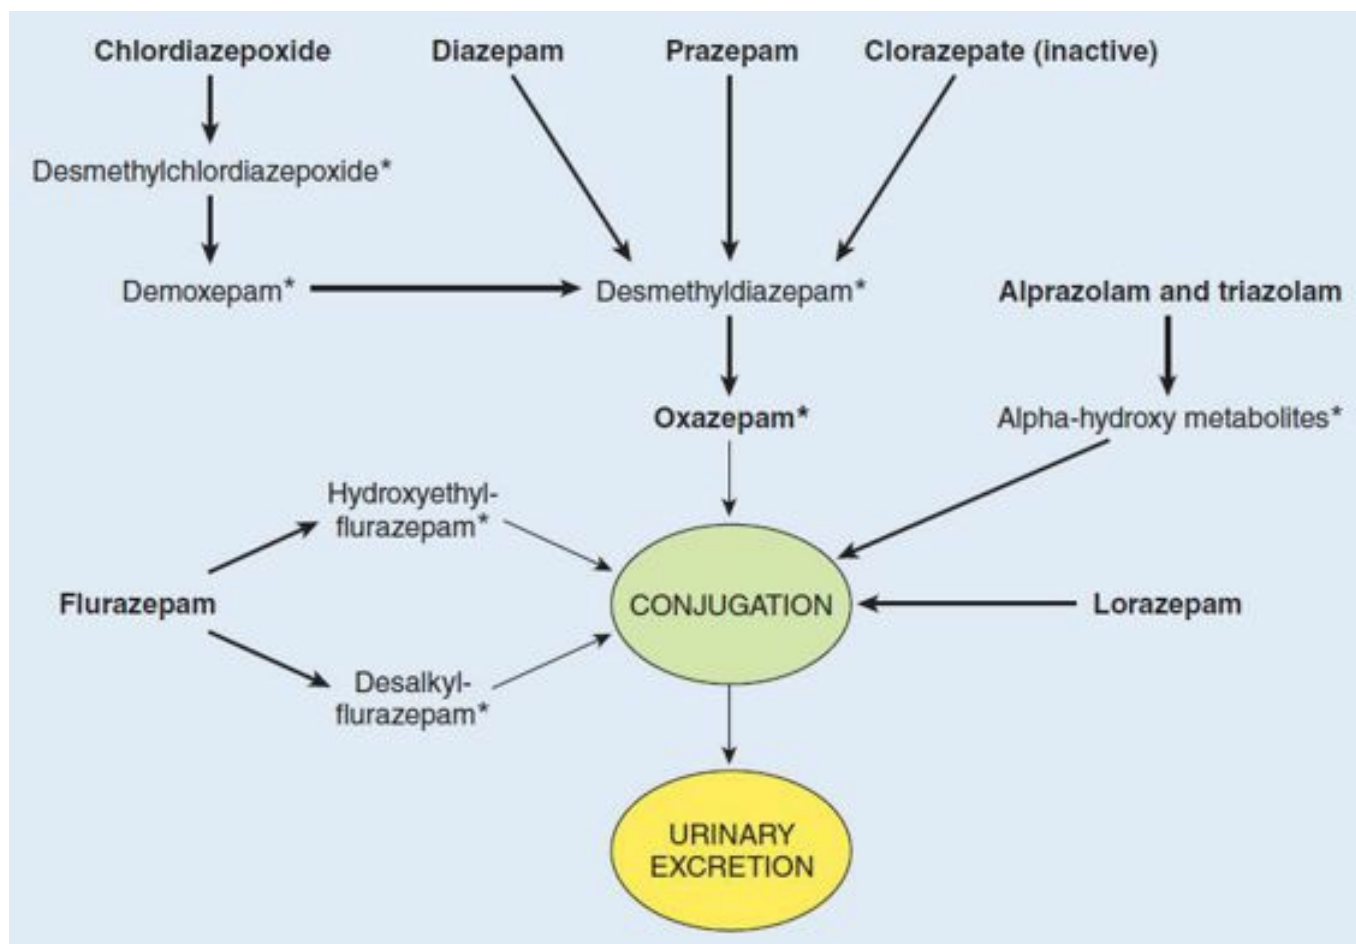 Chlordiazepoxide
Diazepam
Prazepam
Clorazepate (inactive)
Desmethylchlordiazepoxide*
Demoxepam*
Desmethyldiazepam*
Alprazolam and triazolam
Oxazepam*
Alpha-hydroxy metabolites*
Hydroxyethyl-
flurazepam*
Flurazepam
CONJUGATION
Lorazepam
Desalkyl-
flurazepam*
URINARY
EXCRETION